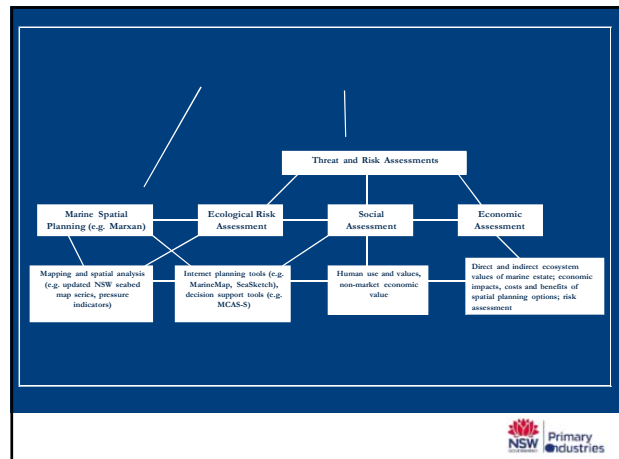 Threat and Risk Assessments
Marine Spatial
Planning (e.g. Marxan)
Ecological Risk
Assessment
Social
Assessment
Economic
Assessment
Mapping and spatial analysis
(e.g. updated NSW seabed
map series, pressure
indicators)
Internet planning tools (e.g.
MarineMap, SeaSketch),
decision support tools (e.g.
MCAS-S)
Human use and values,
non-market economic
value
Direct and indirect ecosystem
values of marine estate; economic
impacts, costs and benefits of
spatial planning options; risk
assessment
NSW
GOVERNMENT
Primary
Industries